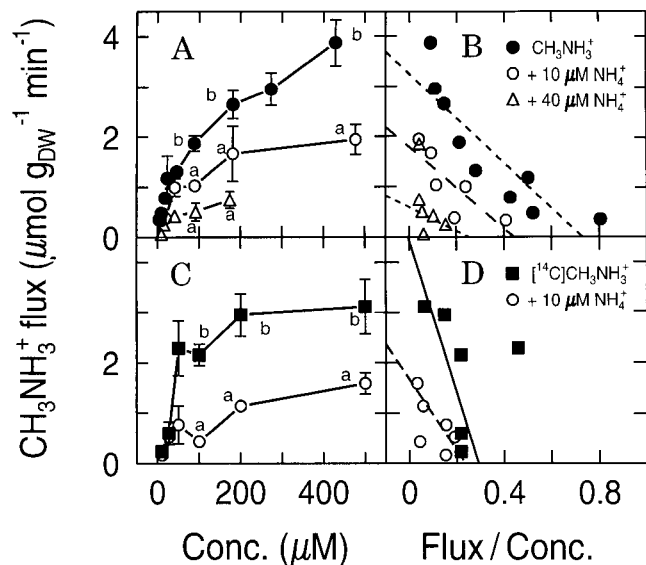 CH₃NH₃⁺ flux (μmol g_DW⁻¹ min⁻¹)
A
4
2
0
b
b
b
a
a
a
a
a
B
● CH₃NH₃⁺
○ + 10 μM NH₄⁺
△ + 40 μM NH₄⁺
C
2
0
b
b
b
a
a
a
0
200
400
Conc. (μM)
D
■ [¹⁴C]CH₃NH₃⁺
○ + 10 μM NH₄⁺
0
0.4
0.8
Flux / Conc.